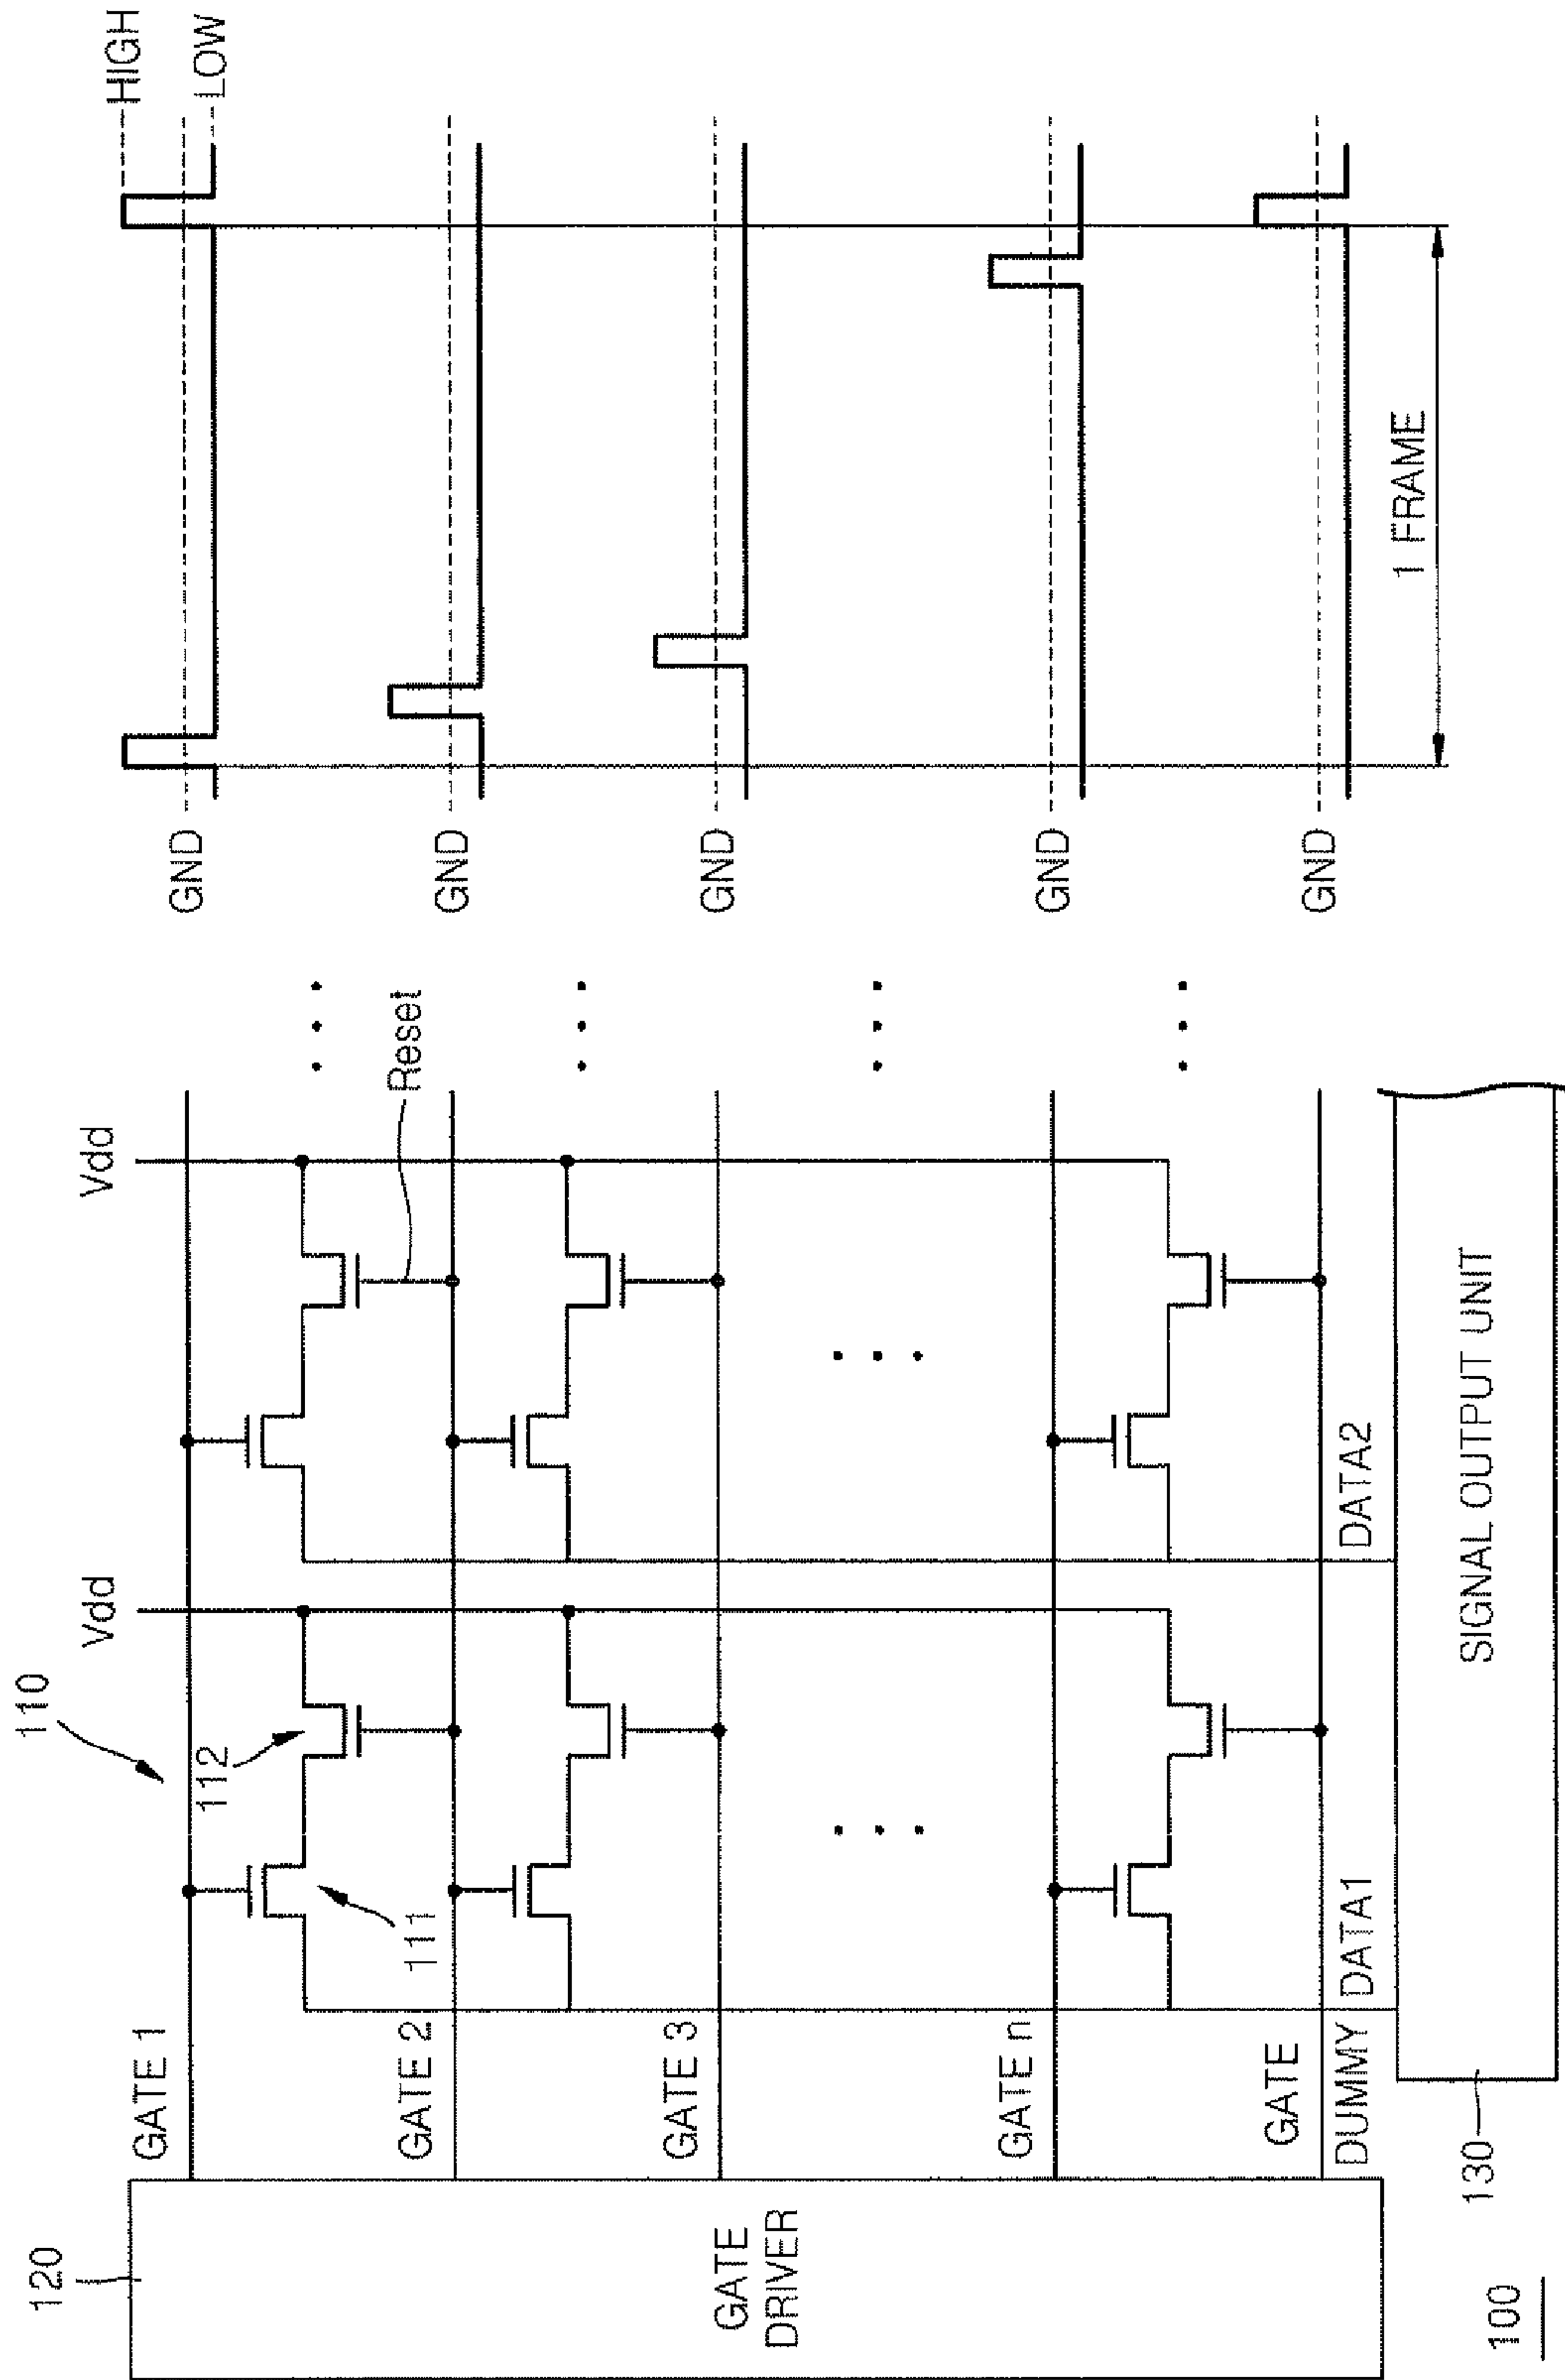 110
Vdd
Vdd
HIGH
LOW
120
GATE 1
112
111
GND
Reset
GATE 2
GND
GATE 3
GND
GATE
DRIVER
GATE n
GND
GATE
DUMMY
DATA1
DATA2
GND
1 FRAME
130
SIGNAL OUTPUT UNIT
100